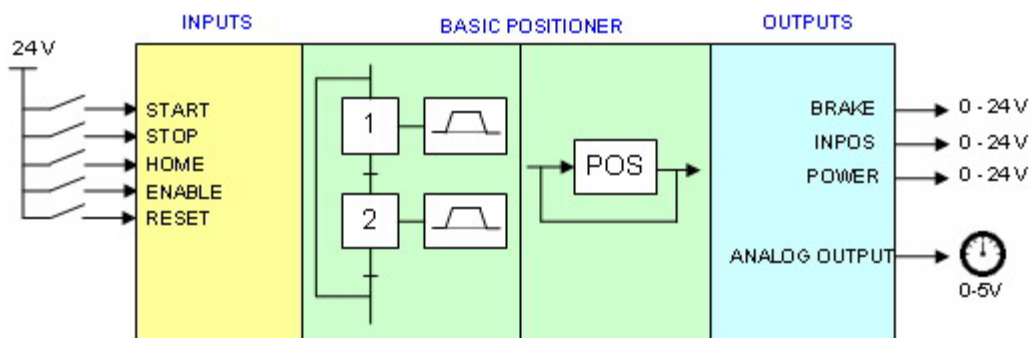 INPUTS
BASIC POSITIONER
OUTPUTS
24 V
START
STOP
HOME
ENABLE
RESET
1
2
POS
BRAKE
0 - 24 V
INPOS
0 - 24 V
POWER
0 - 24 V
ANALOG OUTPUT
0-5V